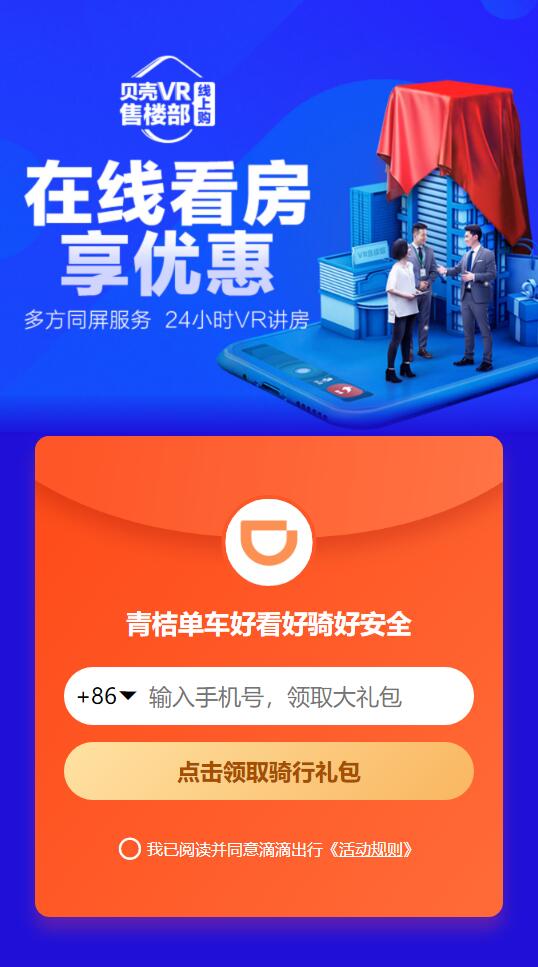 贝壳VR
售楼部
线上购
在线看房
享优惠
多方同屏服务 24小时VR讲房
VR售楼部
青桔单车好看好骑好安全
+86 输入手机号，领取大礼包
点击领取骑行礼包
我已阅读并同意滴滴出行《活动规则》